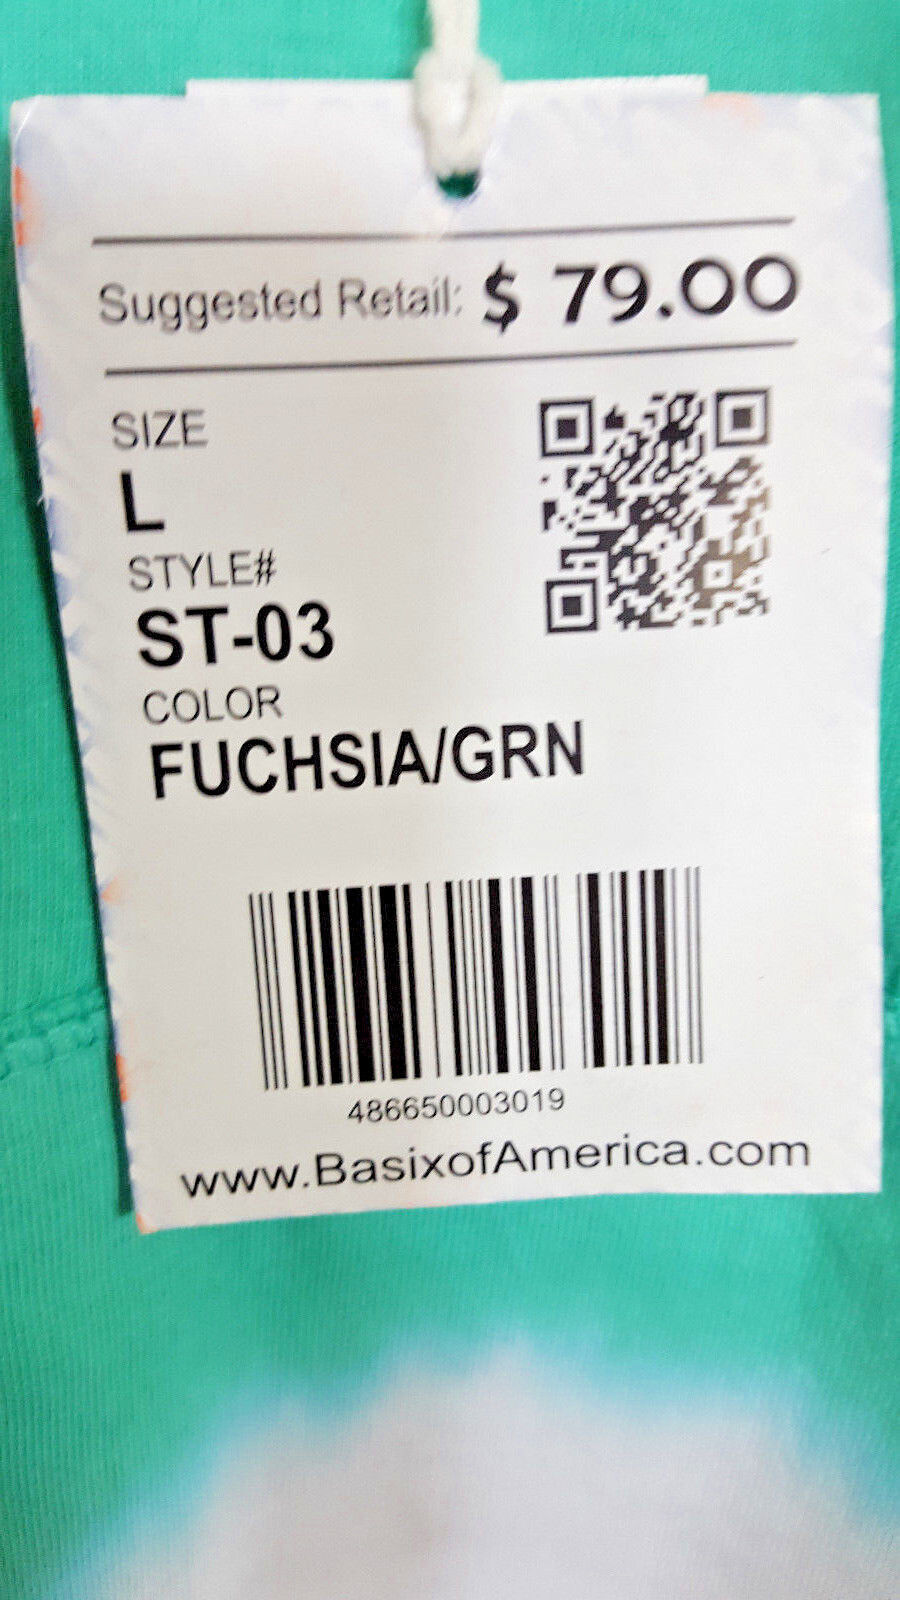 Suggested Retail: $ 79.00
SIZE
L
STYLE#
ST-03
COLOR
FUCHSIA/GRN
486650003019
www.BasixofAmerica.com